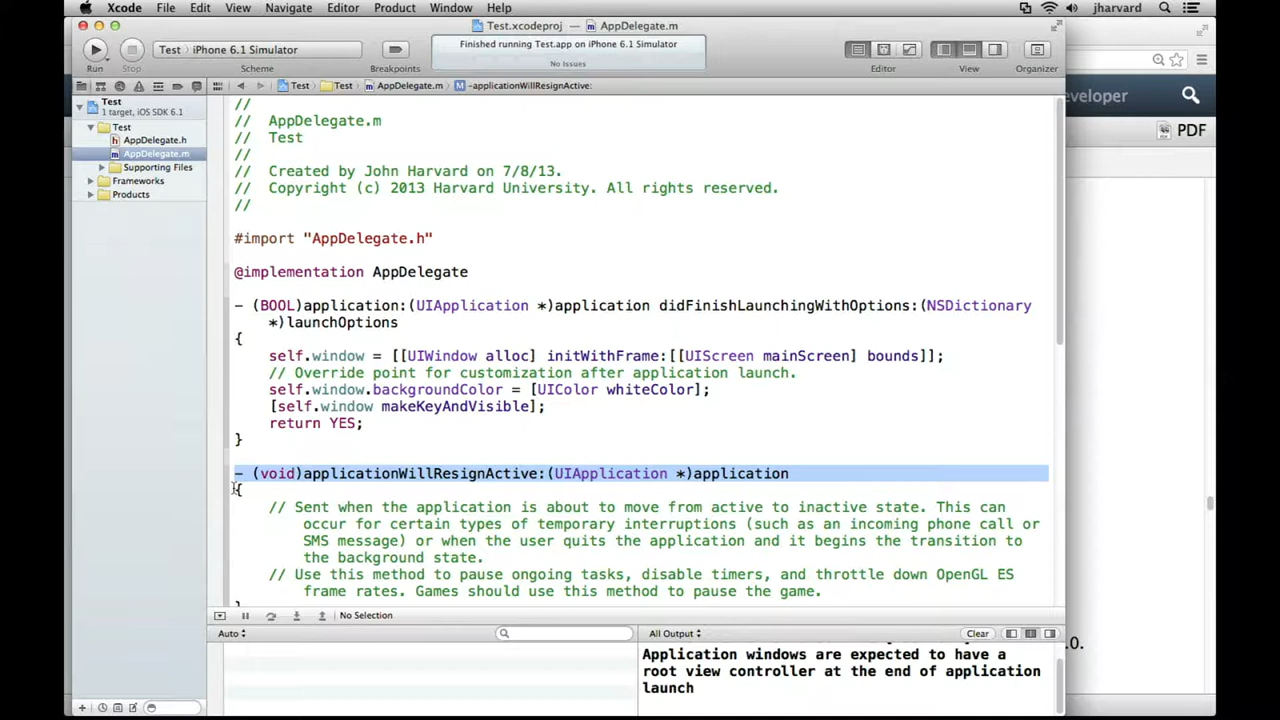 Xcode File Edit View Navigate Editor Product Window Help jharvard
Test.xcodeproj — AppDelegate.m
Test iPhone 6.1 Simulator
Finished running Test.app on iPhone 6.1 Simulator
No Issues
Run Stop Scheme Breakpoints Editor View Organizer
Test Test AppDelegate.m M -applicationWillResignActive:
eveloper
PDF
Test
1 target, iOS SDK 6.1
Test
h AppDelegate.h
m AppDelegate.m
Supporting Files
Frameworks
Products
//
// AppDelegate.m
// Test
//
// Created by John Harvard on 7/8/13.
// Copyright (c) 2013 Harvard University. All rights reserved.
//
#import "AppDelegate.h"
@implementation AppDelegate
- (BOOL)application:(UIApplication *)application didFinishLaunchingWithOptions:(NSDictionary
*)launchOptions
{
self.window = [[UIWindow alloc] initWithFrame:[[UIScreen mainScreen] bounds]];
// Override point for customization after application launch.
self.window.backgroundColor = [UIColor whiteColor];
[self.window makeKeyAndVisible];
return YES;
}
- (void)applicationWillResignActive:(UIApplication *)application
{
// Sent when the application is about to move from active to inactive state. This can
occur for certain types of temporary interruptions (such as an incoming phone call or
SMS message) or when the user quits the application and it begins the transition to
the background state.
// Use this method to pause ongoing tasks, disable timers, and throttle down OpenGL ES
frame rates. Games should use this method to pause the game.
}
No Selection
Auto
All Output
Clear
.0.
Application windows are expected to have a
root view controller at the end of application
launch